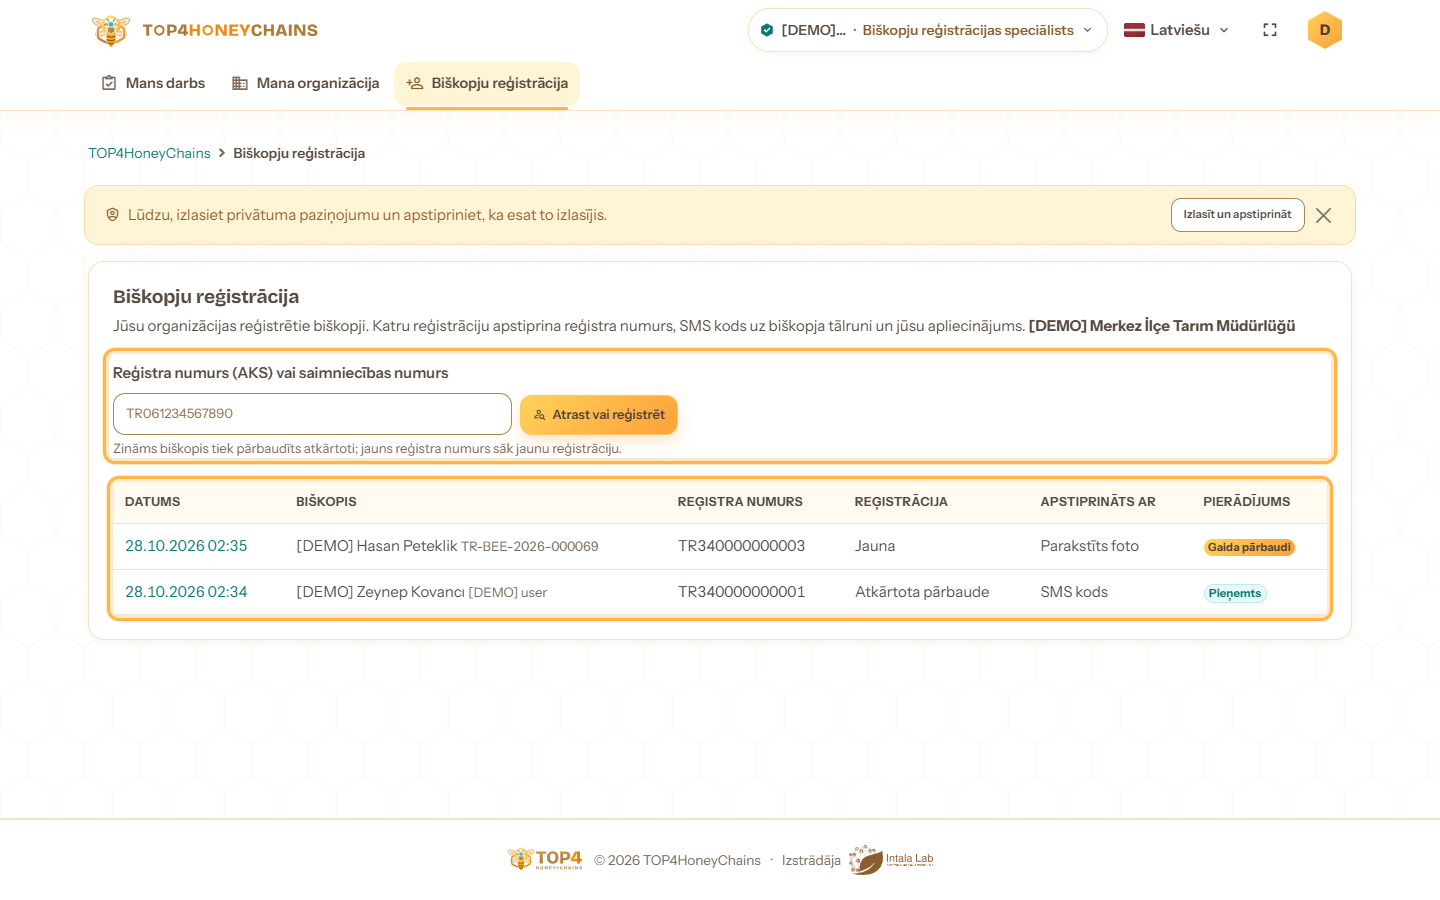 TOP4HONEYCHAINS
[DEMO]... · Biškopju reģistrācijas speciālists
Latviešu
D
Mans darbs
Mana organizācija
Biškopju reģistrācija
TOP4HoneyChains > Biškopju reģistrācija
Lūdzu, izlasiet privātuma paziņojumu un apstipriniet, ka esat to izlasījis.
Izlasīt un apstiprināt
Biškopju reģistrācija
Jūsu organizācijas reģistrētie biškopji. Katru reģistrāciju apstiprina reģistra numurs, SMS kods uz biškopja tālruni un jūsu apliecinājums. [DEMO] Merkez İlçe Tarım Müdürlüğü
Reģistra numurs (AKS) vai saimniecības numurs
TR061234567890
Atrast vai reģistrēt
Zināms biškopis tiek pārbaudīts atkārtoti; jauns reģistra numurs sāk jaunu reģistrāciju.
DATUMS BIŠKOPIS REĢISTRA NUMURS REĢISTRĀCIJA APSTIPRINĀTS AR PIERĀDĪJUMS
28.10.2026 02:35 [DEMO] Hasan Peteklik TR-BEE-2026-000069 TR340000000003 Jauna Parakstīts foto Gaida pārbaudi
28.10.2026 02:34 [DEMO] Zeynep Kovancı [DEMO] user TR340000000001 Atkārtota pārbaude SMS kods Pieņemts
TOP4
HONEYCHAINS
© 2026 TOP4HoneyChains · Izstrādāja
Intala Lab